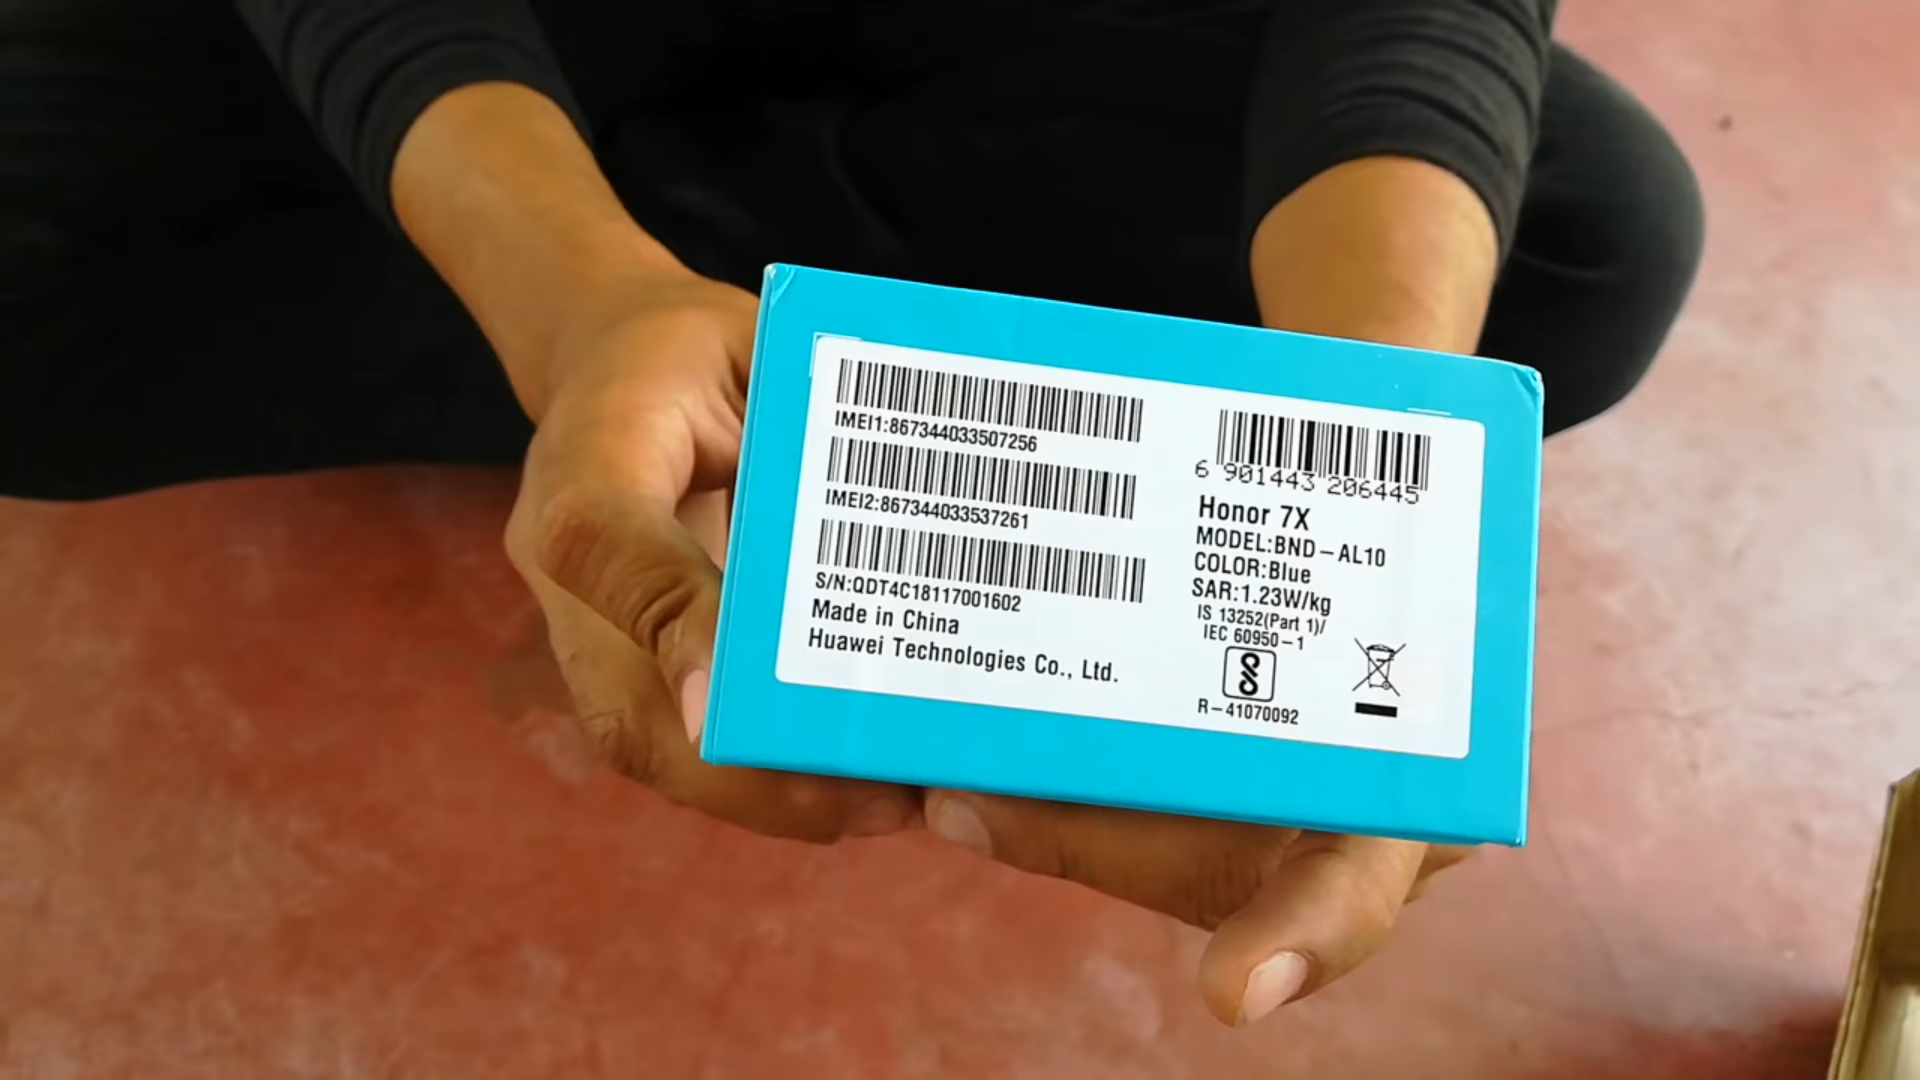 IMEI1:867344033507256
IMEI2:867344033537261
S/N:QDT4C18117001602
Made in China
Huawei Technologies Co., Ltd.
6 901443 206445
Honor 7X
MODEL:BND-AL10
COLOR:Blue
SAR:1.23W/kg
IS 13252(Part 1)/
IEC 60950-1
R-41070092